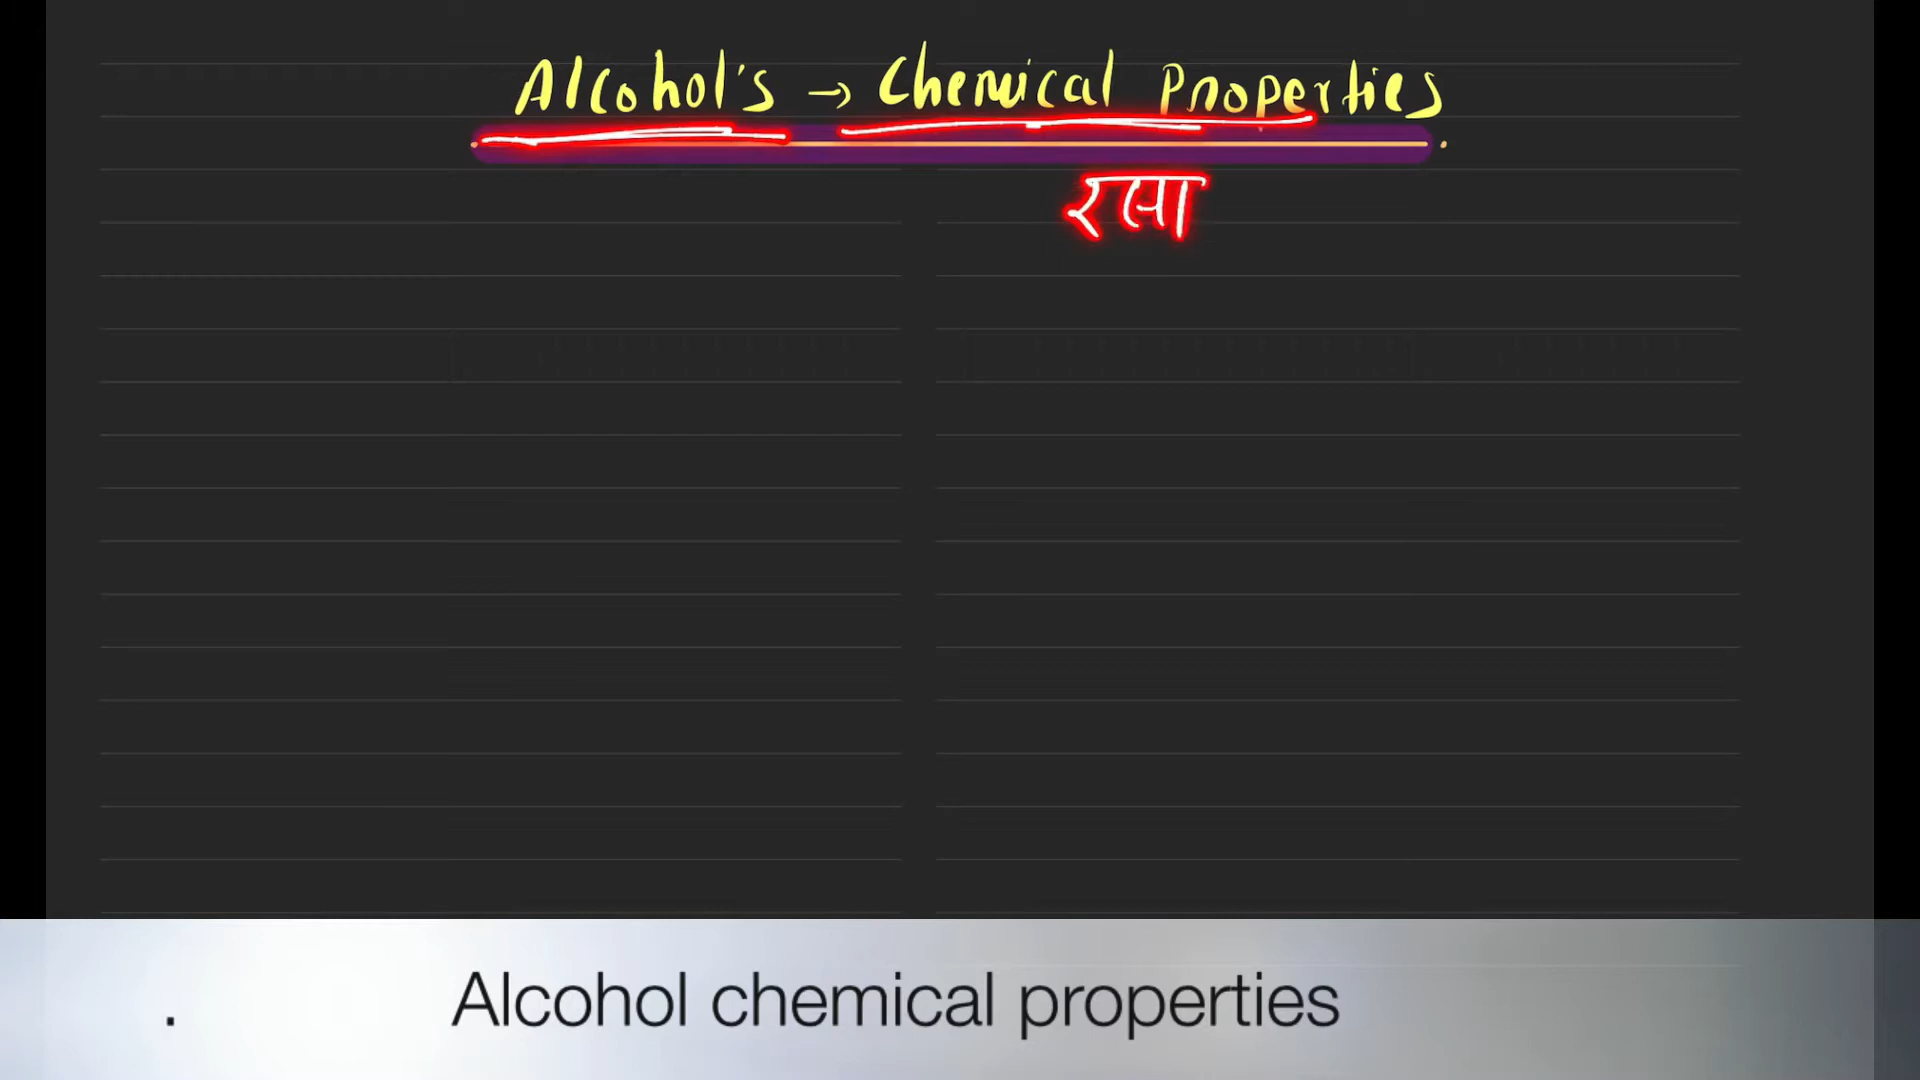 Alcohol's → Chemical Properties
रसा
. Alcohol chemical properties